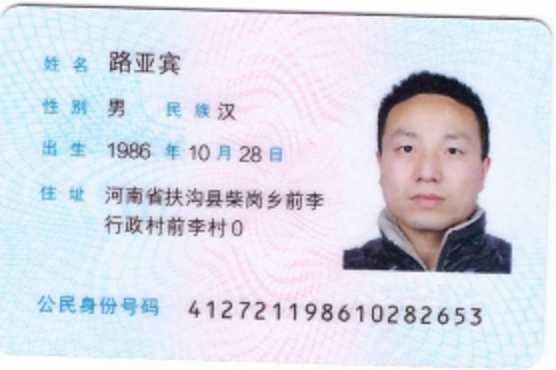 姓名 路亚宾
性别 男 民族 汉
出生 1986 年 10 月 28 日
住址 河南省扶沟县柴岗乡前李
行政村前李村0
公民身份号码 412721198610282653